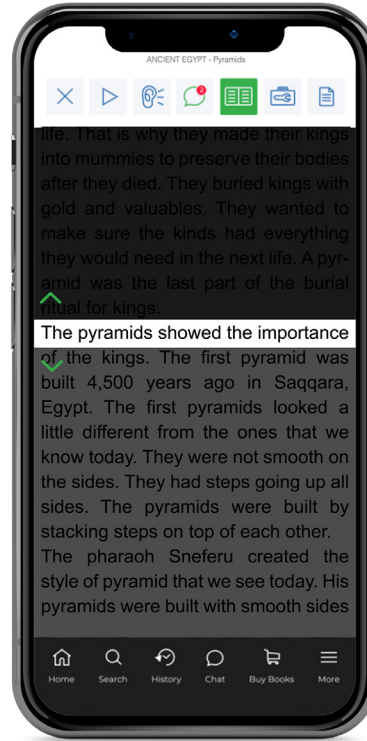 ANCIENT EGYPT - Pyramids
2
life. That is why they made their kings
into mummies to preserve their bodies
after they died. They buried kings with
gold and valuables. They wanted to
make sure the kinds had everything
they would need in the next life. A pyr-
amid was the last part of the burial
ritual for kings.
The pyramids showed the importance
of the kings. The first pyramid was
built 4,500 years ago in Saqqara,
Egypt. The first pyramids looked a
little different from the ones that we
know today. They were not smooth on
the sides. They had steps going up all
sides. The pyramids were built by
stacking steps on top of each other.
The pharaoh Sneferu created the
style of pyramid that we see today. His
pyramids were built with smooth sides
Home Search History Chat Buy Books More